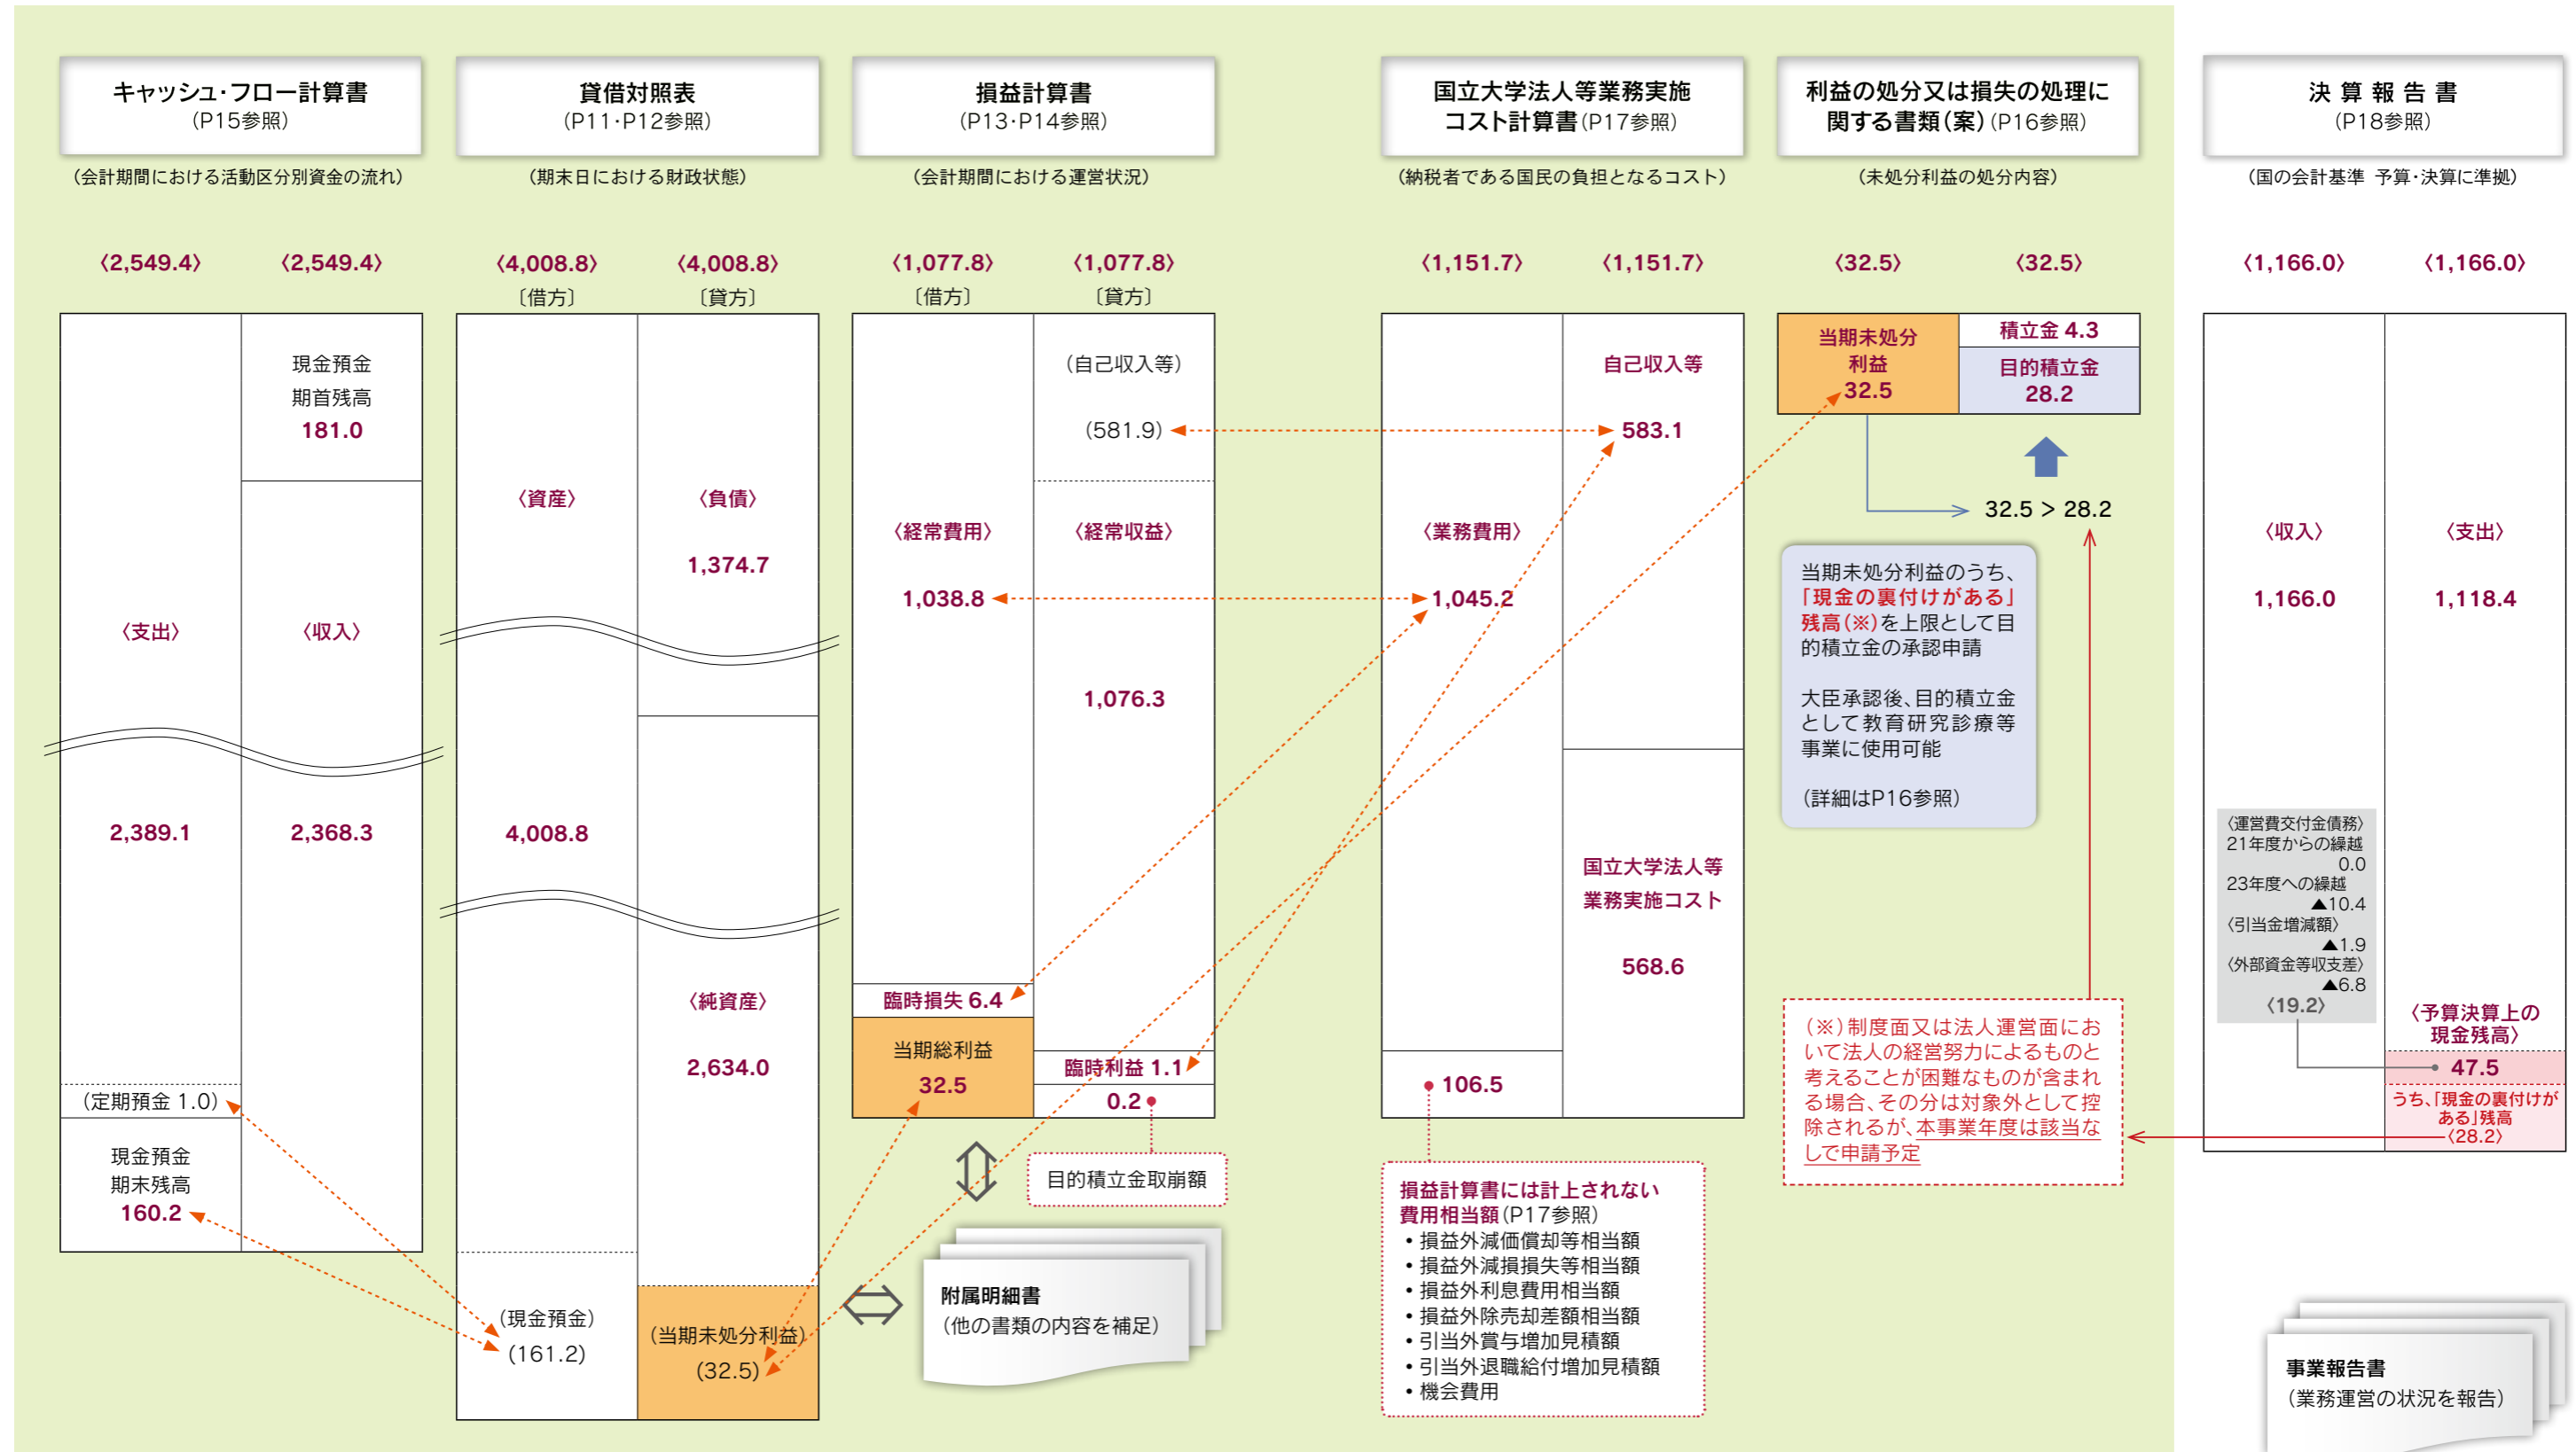 キャッシュ・フロー計算書
(P15参照)
(会計期間における活動区分別資金の流れ)
〈2,549.4〉 〈2,549.4〉
現金預金
期首残高
181.0
〈支出〉
〈収入〉
2,389.1
2,368.3
(定期預金 1.0)
現金預金
期末残高
160.2
貸借対照表
(P11・P12参照)
(期末日における財政状態)
〈4,008.8〉 〈4,008.8〉
〔借方〕 〔貸方〕
〈資産〉
4,008.8
〈負債〉
1,374.7
〈純資産〉
2,634.0
(現金預金)
(161.2)
(当期未処分利益)
(32.5)
損益計算書
(P13・P14参照)
(会計期間における運営状況)
〈1,077.8〉 〈1,077.8〉
〔借方〕 〔貸方〕
(自己収入等)
(581.9)
〈経常費用〉
1,038.8
〈経常収益〉
1,076.3
臨時損失 6.4
当期総利益
32.5
臨時利益 1.1
0.2
目的積立金取崩額
附属明細書
(他の書類の内容を補足)
国立大学法人等業務実施
コスト計算書(P17参照)
(納税者である国民の負担となるコスト)
〈1,151.7〉 〈1,151.7〉
自己収入等
583.1
〈業務費用〉
1,045.2
国立大学法人等
業務実施コスト
568.6
106.5
損益計算書には計上されない
費用相当額(P17参照)
・損益外減価償却等相当額
・損益外減損損失等相当額
・損益外利息費用相当額
・損益外除売却差額相当額
・引当外賞与増加見積額
・引当外退職給付増加見積額
・機会費用
利益の処分又は損失の処理に
関する書類(案)(P16参照)
(未処分利益の処分内容)
〈32.5〉 〈32.5〉
当期未処分
利益
32.5
積立金 4.3
目的積立金
28.2
32.5 > 28.2
当期未処分利益のうち、
「現金の裏付けがある」
残高(※)を上限として目
的積立金の承認申請
大臣承認後、目的積立金
として教育研究診療等
事業に使用可能
(詳細はP16参照)
(※)制度面又は法人運営面にお
いて法人の経営努力によるものと
考えることが困難なものが含まれ
る場合、その分は対象外として控
除されるが、本事業年度は該当な
しで申請予定
決算報告書
(P18参照)
(国の会計基準 予算・決算に準拠)
〈1,166.0〉 〈1,166.0〉
〈収入〉
1,166.0
〈支出〉
1,118.4
〈運営費交付金債務〉
21年度からの繰越
0.0
23年度への繰越
▲10.4
〈引当金増減額〉
▲1.9
〈外部資金等収支差〉
▲6.8
〈19.2〉
〈予算決算上の
現金残高〉
47.5
うち、「現金の裏付けが
ある」残高
〈28.2〉
事業報告書
(業務運営の状況を報告)